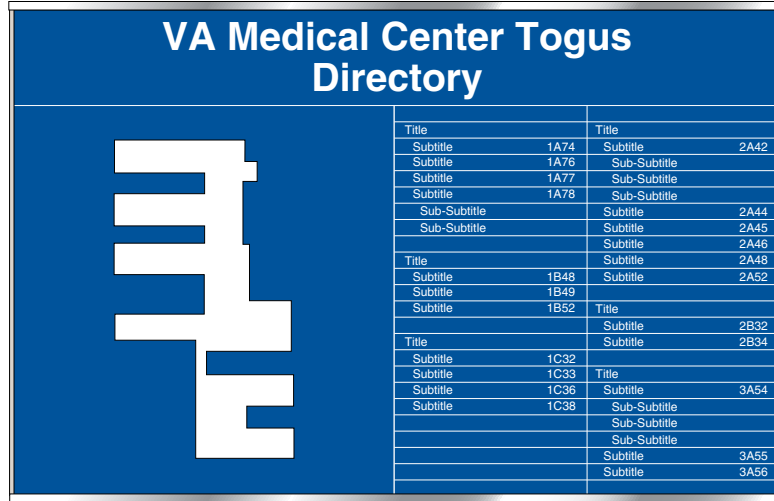 VA Medical Center Togus
Directory
Title
Subtitle 1A74
Subtitle 1A76
Subtitle 1A77
Subtitle 1A78
Sub-Subtitle
Sub-Subtitle
Title
Subtitle 1B48
Subtitle 1B49
Subtitle 1B52
Title
Subtitle 1C32
Subtitle 1C33
Subtitle 1C36
Subtitle 1C38
Title
Subtitle 2A42
Sub-Subtitle
Sub-Subtitle
Sub-Subtitle
Subtitle 2A44
Subtitle 2A45
Subtitle 2A46
Subtitle 2A48
Subtitle 2A52
Title
Subtitle 2B32
Subtitle 2B34
Title
Subtitle 3A54
Sub-Subtitle
Sub-Subtitle
Sub-Subtitle
Subtitle 3A55
Subtitle 3A56